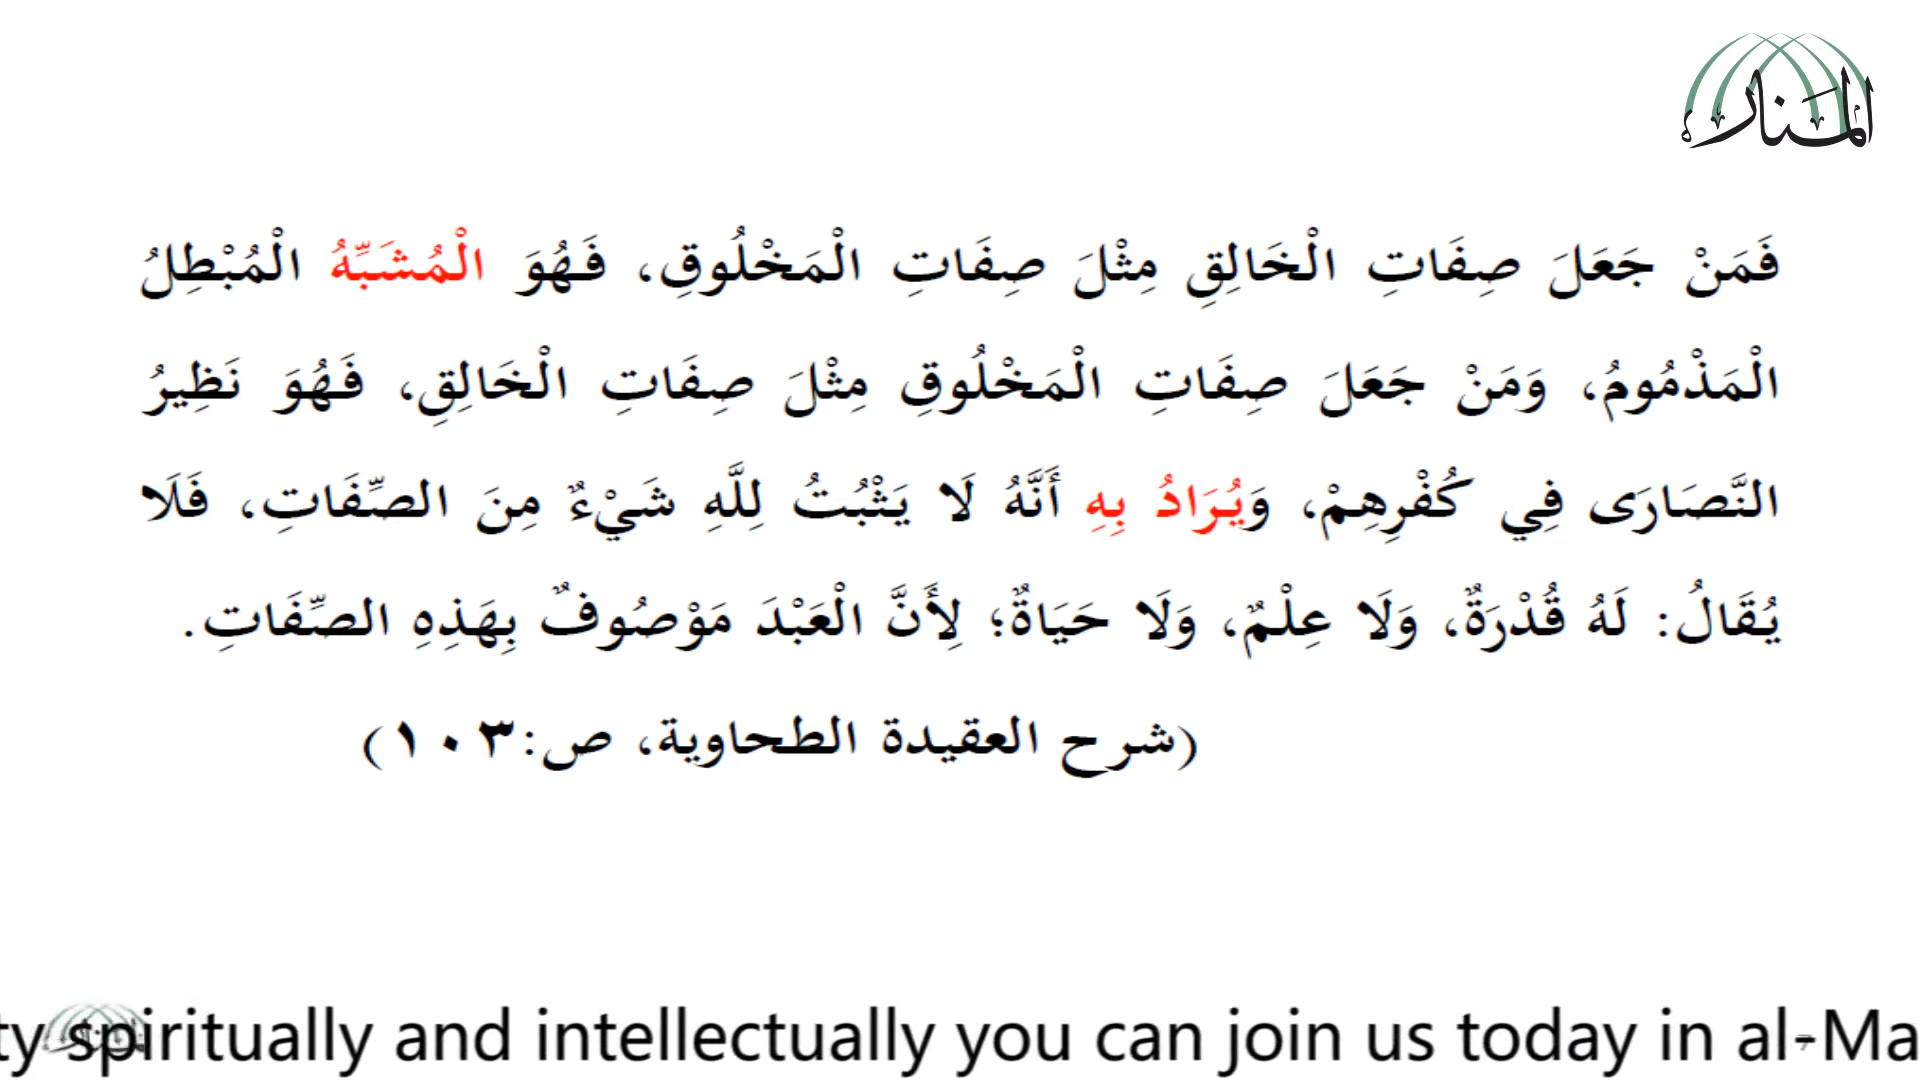 المنارة
فَمَنْ جَعَلَ صِفَاتِ الْخَالِقِ مِثْلَ صِفَاتِ الْمَخْلُوقِ، فَهُوَ الْمُشَبِّهُ الْمُبْطِلُ
الْمَذْمُومُ، وَمَنْ جَعَلَ صِفَاتِ الْمَخْلُوقِ مِثْلَ صِفَاتِ الْخَالِقِ، فَهُوَ نَظِيرُ
النَّصَارَى فِي كُفْرِهِمْ، وَيُرَادُ بِهِ أَنَّهُ لَا يَثْبُتُ لِلَّهِ شَيْءٌ مِنَ الصِّفَاتِ، فَلَا
يُقَالُ: لَهُ قُدْرَةٌ، وَلَا عِلْمٌ، وَلَا حَيَاةٌ؛ لِأَنَّ الْعَبْدَ مَوْصُوفٌ بِهَذِهِ الصِّفَاتِ.
(شرح العقيدة الطحاوية، ص:١٠٣)
ty spiritually and intellectually you can join us today in al-Ma